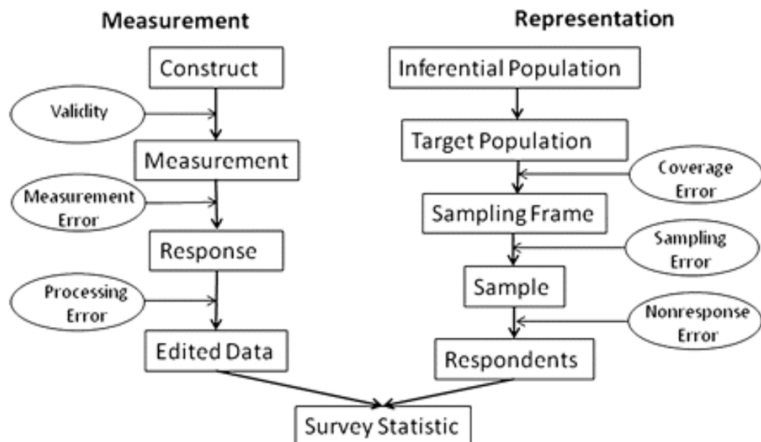 Measurement
Construct
Validity
Measurement
Measurement
Error
Response
Processing
Error
Edited Data
Representation
Inferential Population
Target Population
Coverage
Error
Sampling Frame
Sampling
Error
Sample
Nonresponse
Error
Respondents
Survey Statistic